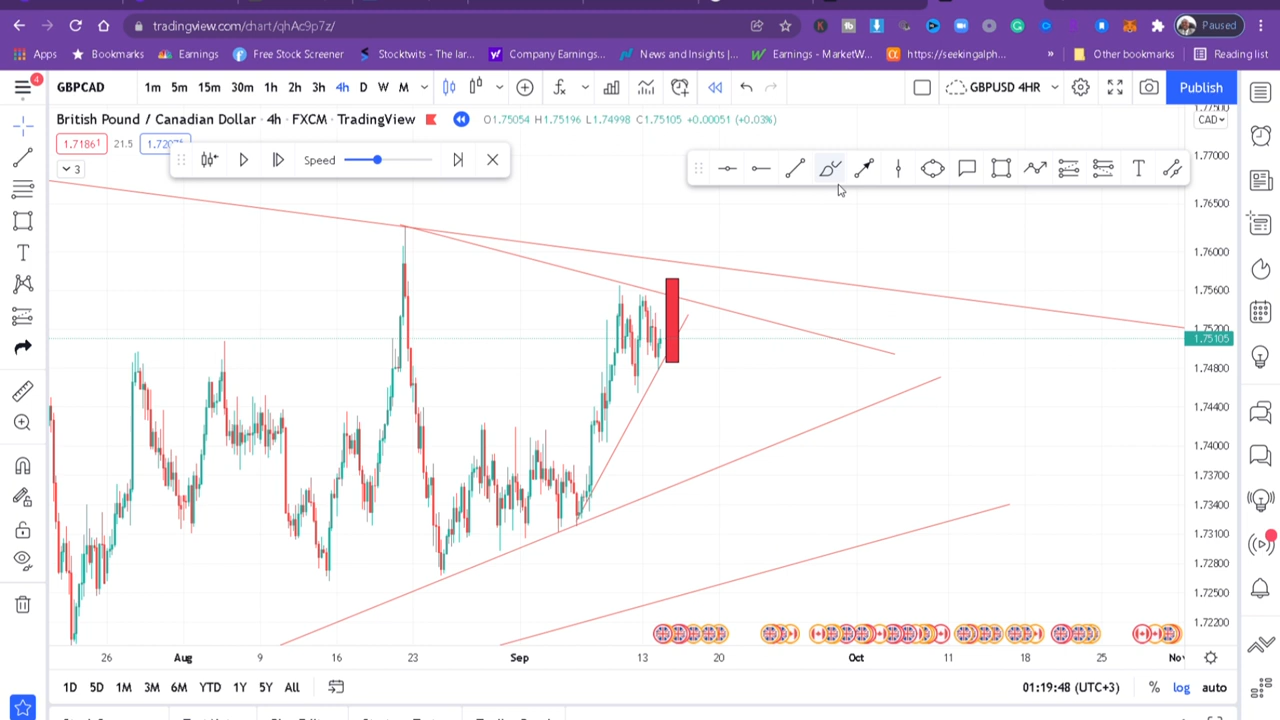 tradingview.com/chart/qhAc9p7z/
Paused
Apps
Bookmarks
Earnings
Free Stock Screener
Stocktwits - The lar...
Company Earnings...
News and Insights |...
Earnings - MarketW...
https://seekingalph...
»
Other bookmarks
Reading list
4
GBPCAD
1m 5m 15m 30m 1h 2h 3h 4h D W M
GBPUSD 4HR
Publish
British Pound / Canadian Dollar · 4h · FXCM · TradingView
O1.75054 H1.75196 L1.74998 C1.75105 +0.00051 (+0.03%)
CAD
1.71861
21.5
3
Speed
1.77000
1.76500
1.76000
1.75600
1.75105
1.74800
1.74400
1.74000
1.73700
1.73400
1.73100
1.72800
1.72500
1.72200
26 Aug 9 16 23 Sep 13 20 Oct 11 18 25
1D 5D 1M 3M 6M YTD 1Y 5Y All
01:19:48 (UTC+3)
% log auto